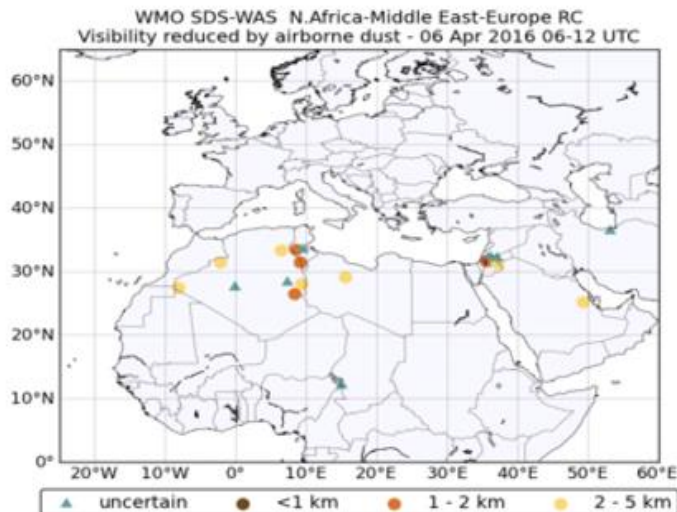 WMO SDS-WAS N.Africa-Middle East-Europe RC
Visibility reduced by airborne dust - 06 Apr 2016 06-12 UTC
60°N
50°N
40°N
30°N
20°N
10°N
0°
20°W 10°W 0° 10°E 20°E 30°E 40°E 50°E 60°E
uncertain <1 km 1 - 2 km 2 - 5 km